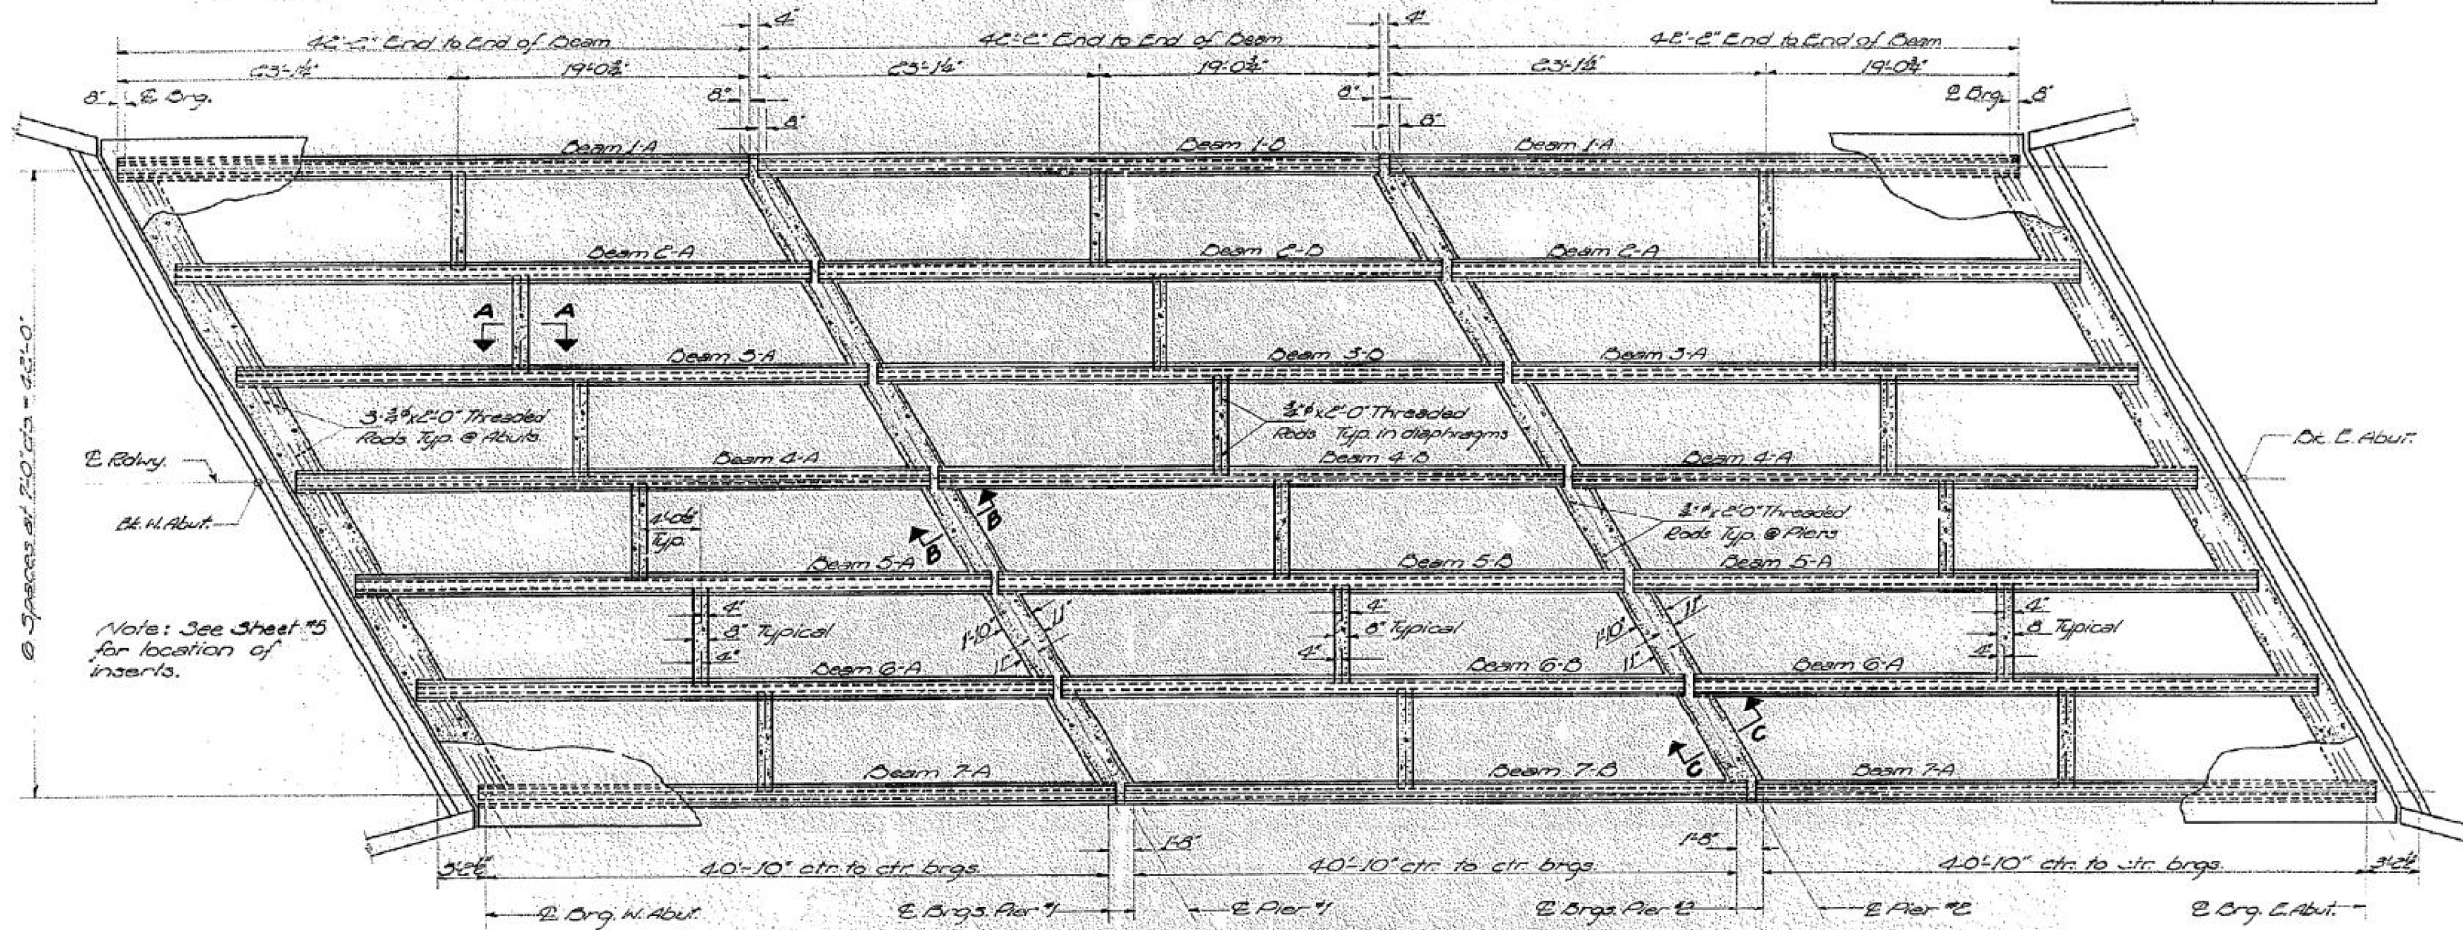 4" 4"
42'-2" End to End of Beam 42'-2" End to End of Beam 42'-2" End to End of Beam
23'-1¼" 19'-0¾" 23'-1¼" 19'-0¾" 23'-1¼" 19'-0¾"
8" ℄ Brg. 8" 8" ℄ Brg. 8"
8" 8"
Beam 1-A Beam 1-B Beam 1-A
Beam 2-A Beam 2-B Beam 2-A
A A
Beam 3-A Beam 3-B Beam 3-A
6 Spaces at 7'-0" cts. = 42'-0"
3-¾"φ x 2'-0" Threaded
Rods Typ. @ Abuts.
¾"φ x 2'-0" Threaded
Rods Typ. in diaphragms
℄ Rdwy. Beam 4-A Beam 4-B Beam 4-A Bk. E. Abut.
Bk. W. Abut.
4'-0½"
Typ.
B
B
¾"φ x 2'-0" Threaded
Rods Typ. @ Piers
Beam 5-A Beam 5-B Beam 5-A
Note: See Sheet #5
for location of
inserts.
4" 4" 4"
8" Typical 8" Typical 8" Typical
4" 4" 4"
1'-10" 11" 1'-10" 11"
11" 11"
Beam 6-A Beam 6-B Beam 6-A
C
C
Beam 7-A Beam 7-B Beam 7-A
1'-8" 1'-8"
3'-2½" 40'-10" ctr. to ctr. brgs. 40'-10" ctr. to ctr. brgs. 40'-10" ctr. to ctr. brgs. 3'-2½"
℄ Brg. W. Abut. ℄ Brgs. Pier #1 ℄ Pier #1 ℄ Brgs. Pier #2 ℄ Pier #2 ℄ Brg. E. Abut.